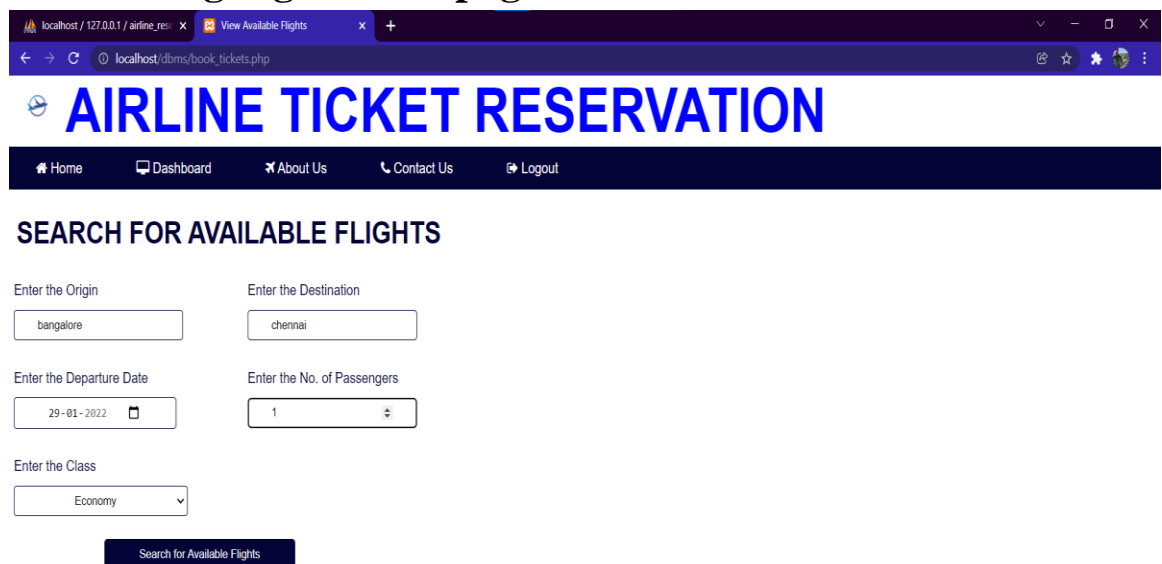 localhost / 127.0.0.1 / airline_rese
View Available Flights
localhost/dbms/book_tickets.php
AIRLINE TICKET RESERVATION
Home Dashboard About Us Contact Us Logout
SEARCH FOR AVAILABLE FLIGHTS
Enter the Origin Enter the Destination
bangalore chennai
Enter the Departure Date Enter the No. of Passengers
29-01-2022 1
Enter the Class
Economy
Search for Available Flights